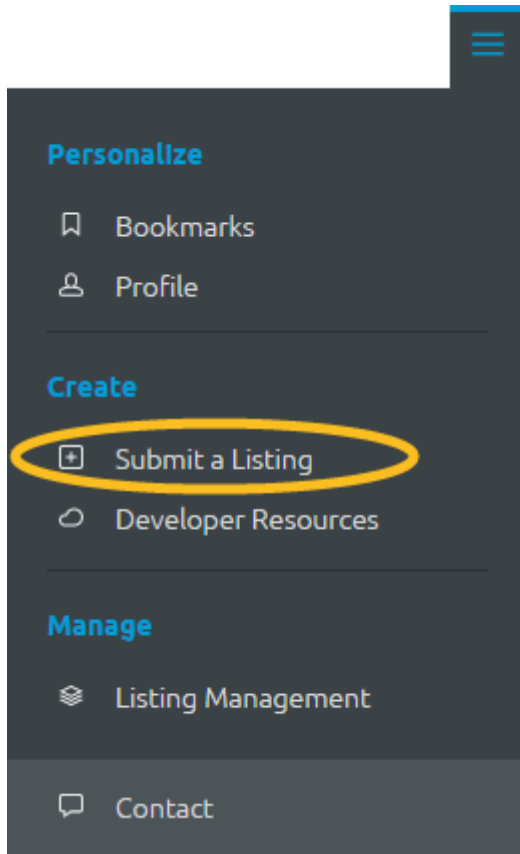 Personalize
Bookmarks
Profile
Create
Submit a Listing
Developer Resources
Manage
Listing Management
Contact